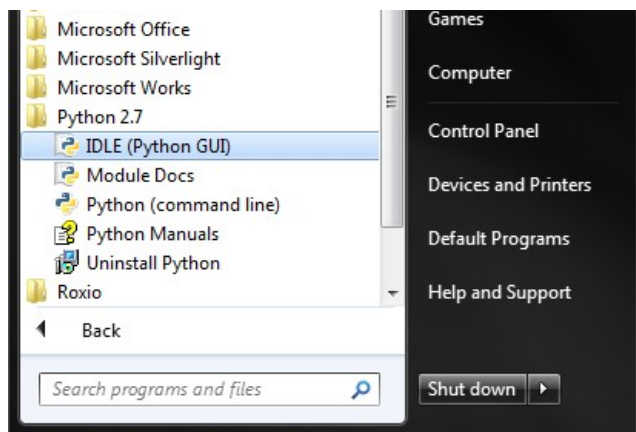 Microsoft Office
Microsoft Silverlight
Microsoft Works
Python 2.7
IDLE (Python GUI)
Module Docs
Python (command line)
Python Manuals
Uninstall Python
Roxio
Back
Search programs and files
Games
Computer
Control Panel
Devices and Printers
Default Programs
Help and Support
Shut down